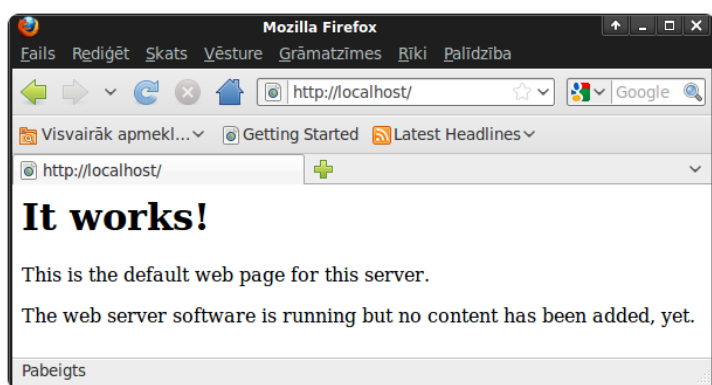 Mozilla Firefox
Fails Rediģēt Skats Vēsture Grāmatzīmes Rīki Palīdzība
http://localhost/ Google
Visvairāk apmekl... Getting Started Latest Headlines
http://localhost/
It works!
This is the default web page for this server.
The web server software is running but no content has been added, yet.
Pabeigts